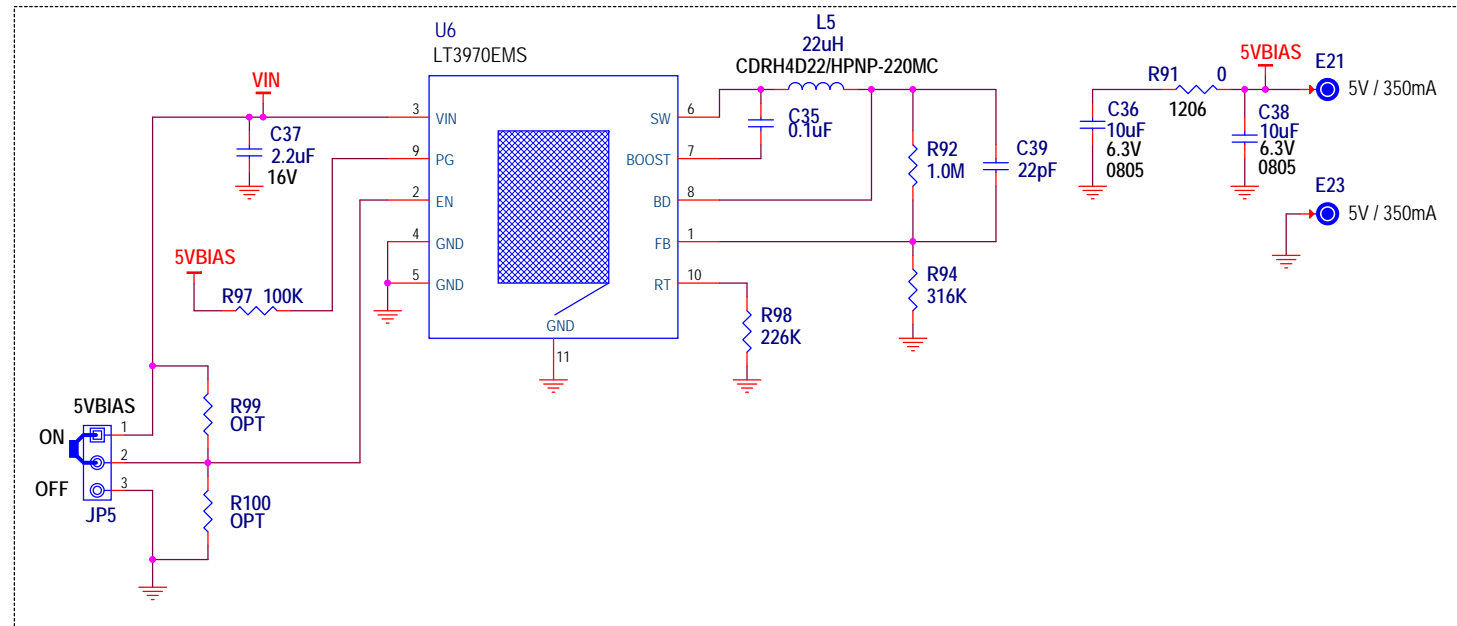 U6
LT3970EMS
L5
22uH
CDRH4D22/HPNP-220MC
VIN
C37
2.2uF
16V
3 VIN
9 PG
2 EN
4 GND
5 GND
GND
11
SW 6
BOOST 7
BD 8
FB 1
RT 10
C35
0.1uF
R92
1.0M
C39
22pF
R94
316K
R98
226K
5VBIAS
R97 100K
5VBIAS
ON
OFF
1
2
3
JP5
R99
OPT
R100
OPT
R91 0
1206
C36
10uF
6.3V
0805
5VBIAS
C38
10uF
6.3V
0805
E21
5V / 350mA
E23
5V / 350mA